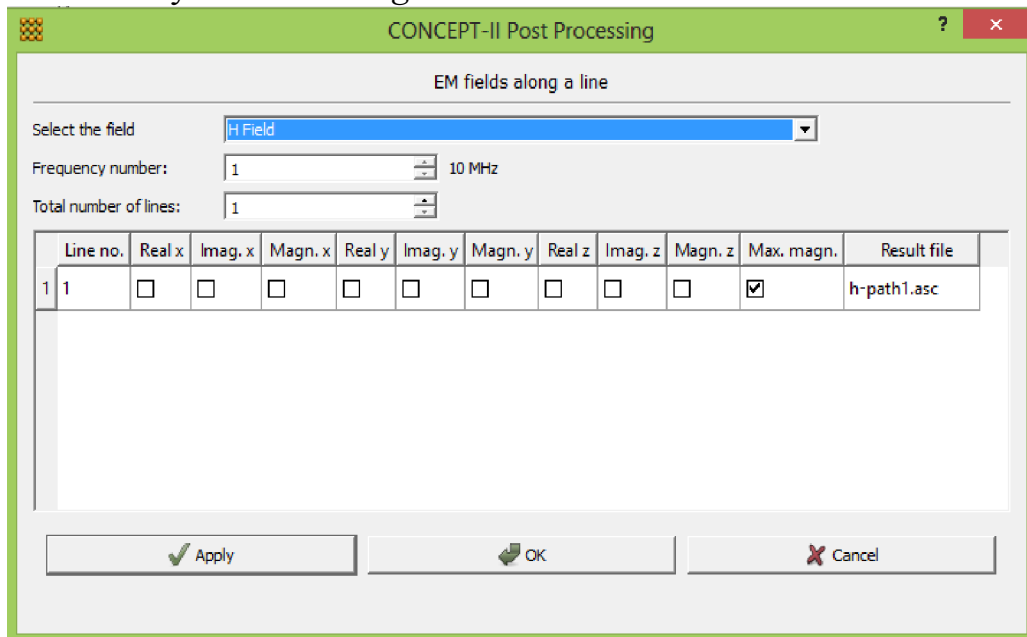 CONCEPT-II Post Processing ?
EM fields along a line
Select the field H Field
Frequency number: 1 10 MHz
Total number of lines: 1
Line no. Real x Imag. x Magn. x Real y Imag. y Magn. y Real z Imag. z Magn. z Max. magn. Result file
1 1 h-path1.asc
Apply OK Cancel